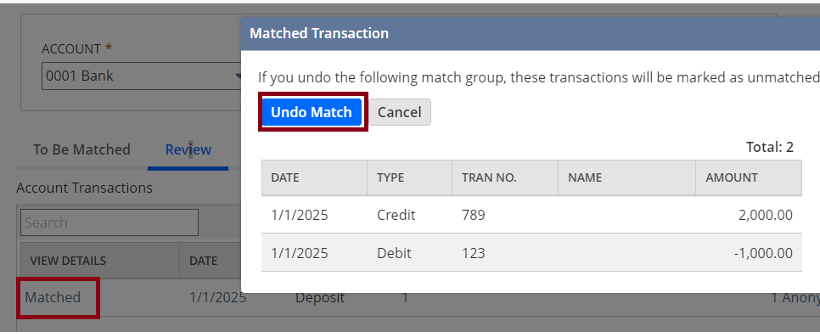 Matched Transaction
ACCOUNT *
0001 Bank
If you undo the following match group, these transactions will be marked as unmatched
Undo Match Cancel
Total: 2
To Be Matched Review
DATE TYPE TRAN NO. NAME AMOUNT
Account Transactions
1/1/2025 Credit 789 2,000.00
Search
1/1/2025 Debit 123 -1,000.00
VIEW DETAILS DATE
Matched 1/1/2025 Deposit 1 1 Anony